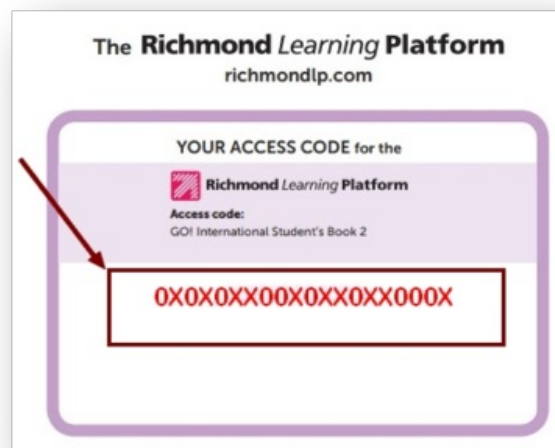 The Richmond Learning Platform
richmondlp.com
YOUR ACCESS CODE for the
Richmond Learning Platform
Access code:
GO! International Student's Book 2
0X0X0XX00X0XX0XX000X